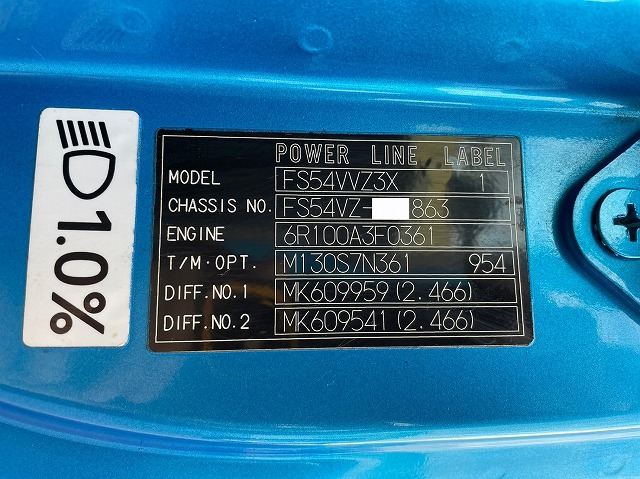 POWER LINE LABEL
MODEL FS54VVZ3X 1
CHASSIS NO. FS54VZ- 863
ENGINE 6R100A3F0361
T/M·OPT. M130S7N361 954
DIFF.NO.1 MK609959(2.466)
DIFF.NO.2 MK609541(2.466)
1.0%